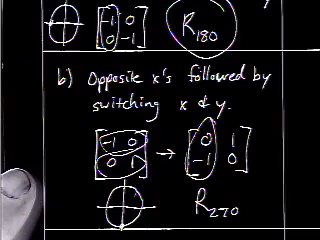 [-1 0
0 -1] R180
b) Opposite x's followed by
switching x & y.
[-1 0
0 1] → [0 1
-1 0]
R270